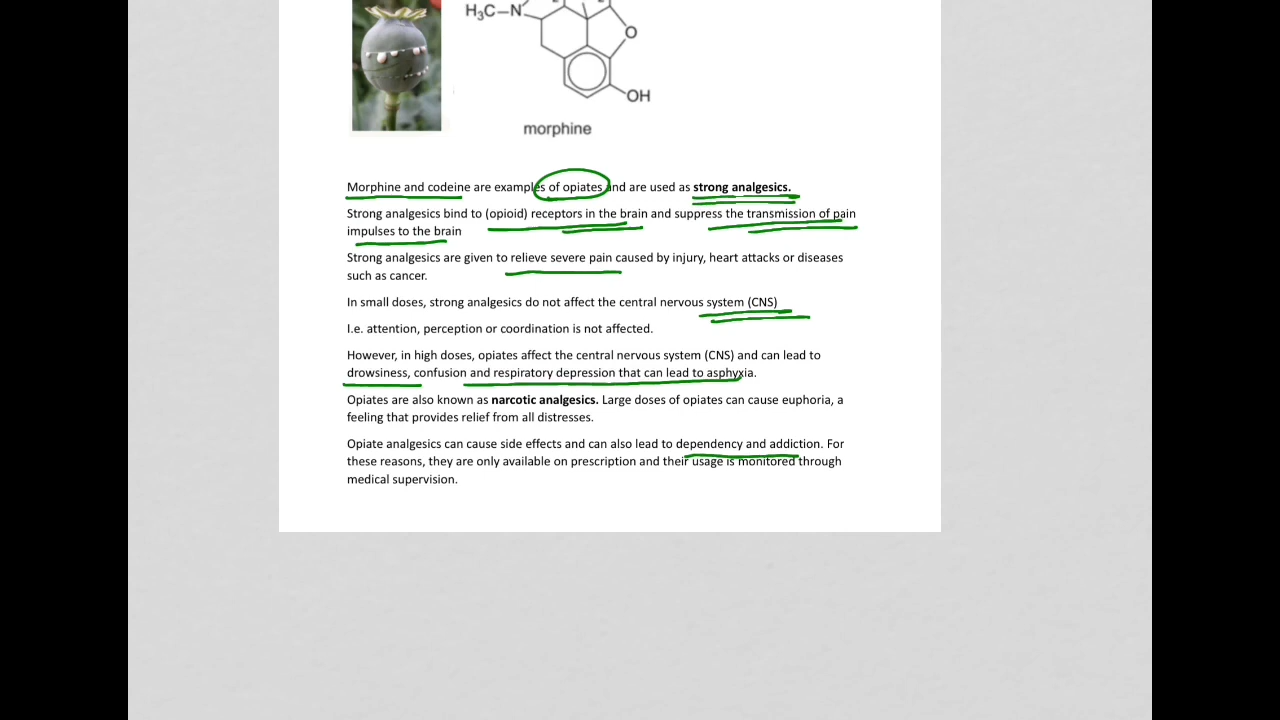 H₃C—N
O
OH
morphine
Morphine and codeine are examples of opiates and are used as strong analgesics.
Strong analgesics bind to (opioid) receptors in the brain and suppress the transmission of pain
impulses to the brain
Strong analgesics are given to relieve severe pain caused by injury, heart attacks or diseases
such as cancer.
In small doses, strong analgesics do not affect the central nervous system (CNS)
I.e. attention, perception or coordination is not affected.
However, in high doses, opiates affect the central nervous system (CNS) and can lead to
drowsiness, confusion and respiratory depression that can lead to asphyxia.
Opiates are also known as narcotic analgesics. Large doses of opiates can cause euphoria, a
feeling that provides relief from all distresses.
Opiate analgesics can cause side effects and can also lead to dependency and addiction. For
these reasons, they are only available on prescription and their usage is monitored through
medical supervision.